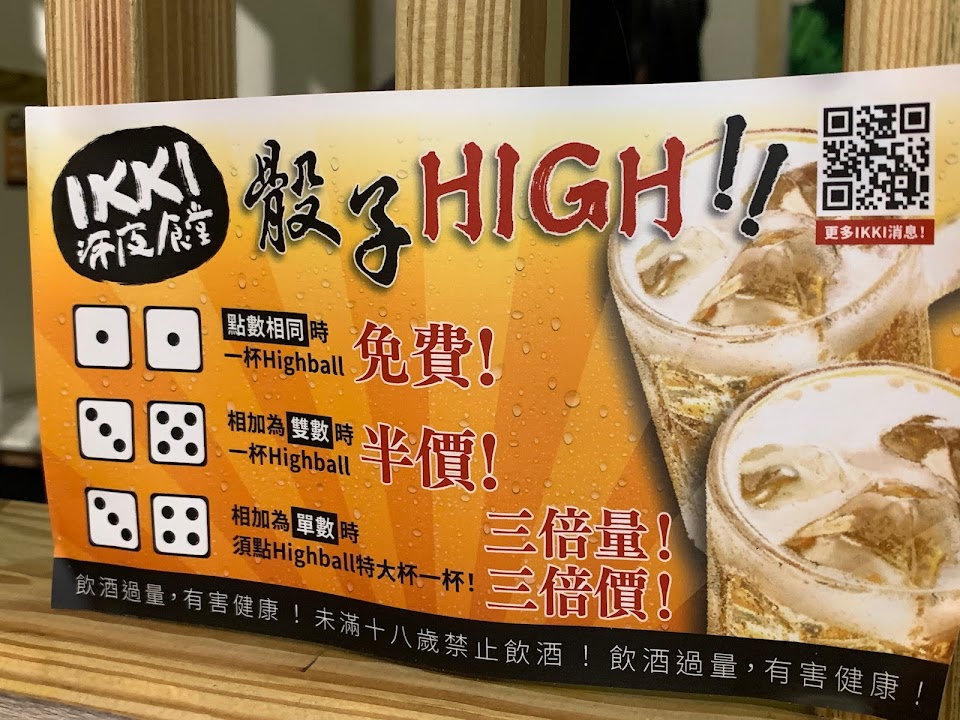 IKKI
深夜食堂
骰子HIGH!!
更多IKKI消息!
點數相同時
一杯Highball
免費!
相加為雙數時
一杯Highball
半價!
相加為單數時
須點Highball特大杯一杯!
三倍量!
三倍價!
飲酒過量,有害健康!未滿十八歲禁止飲酒!飲酒過量,有害健康!